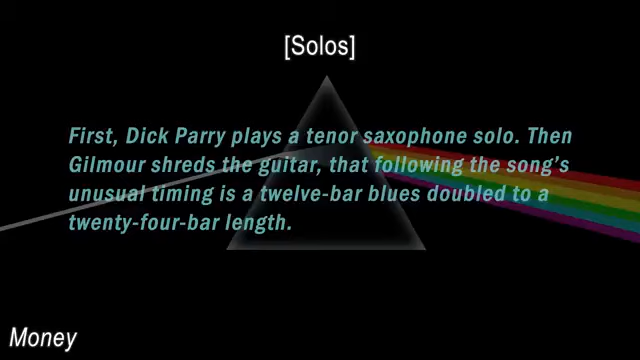 [Solos]
First, Dick Parry plays a tenor saxophone solo. Then
Gilmour shreds the guitar, that following the song's
unusual timing is a twelve-bar blues doubled to a
twenty-four-bar length.
Money